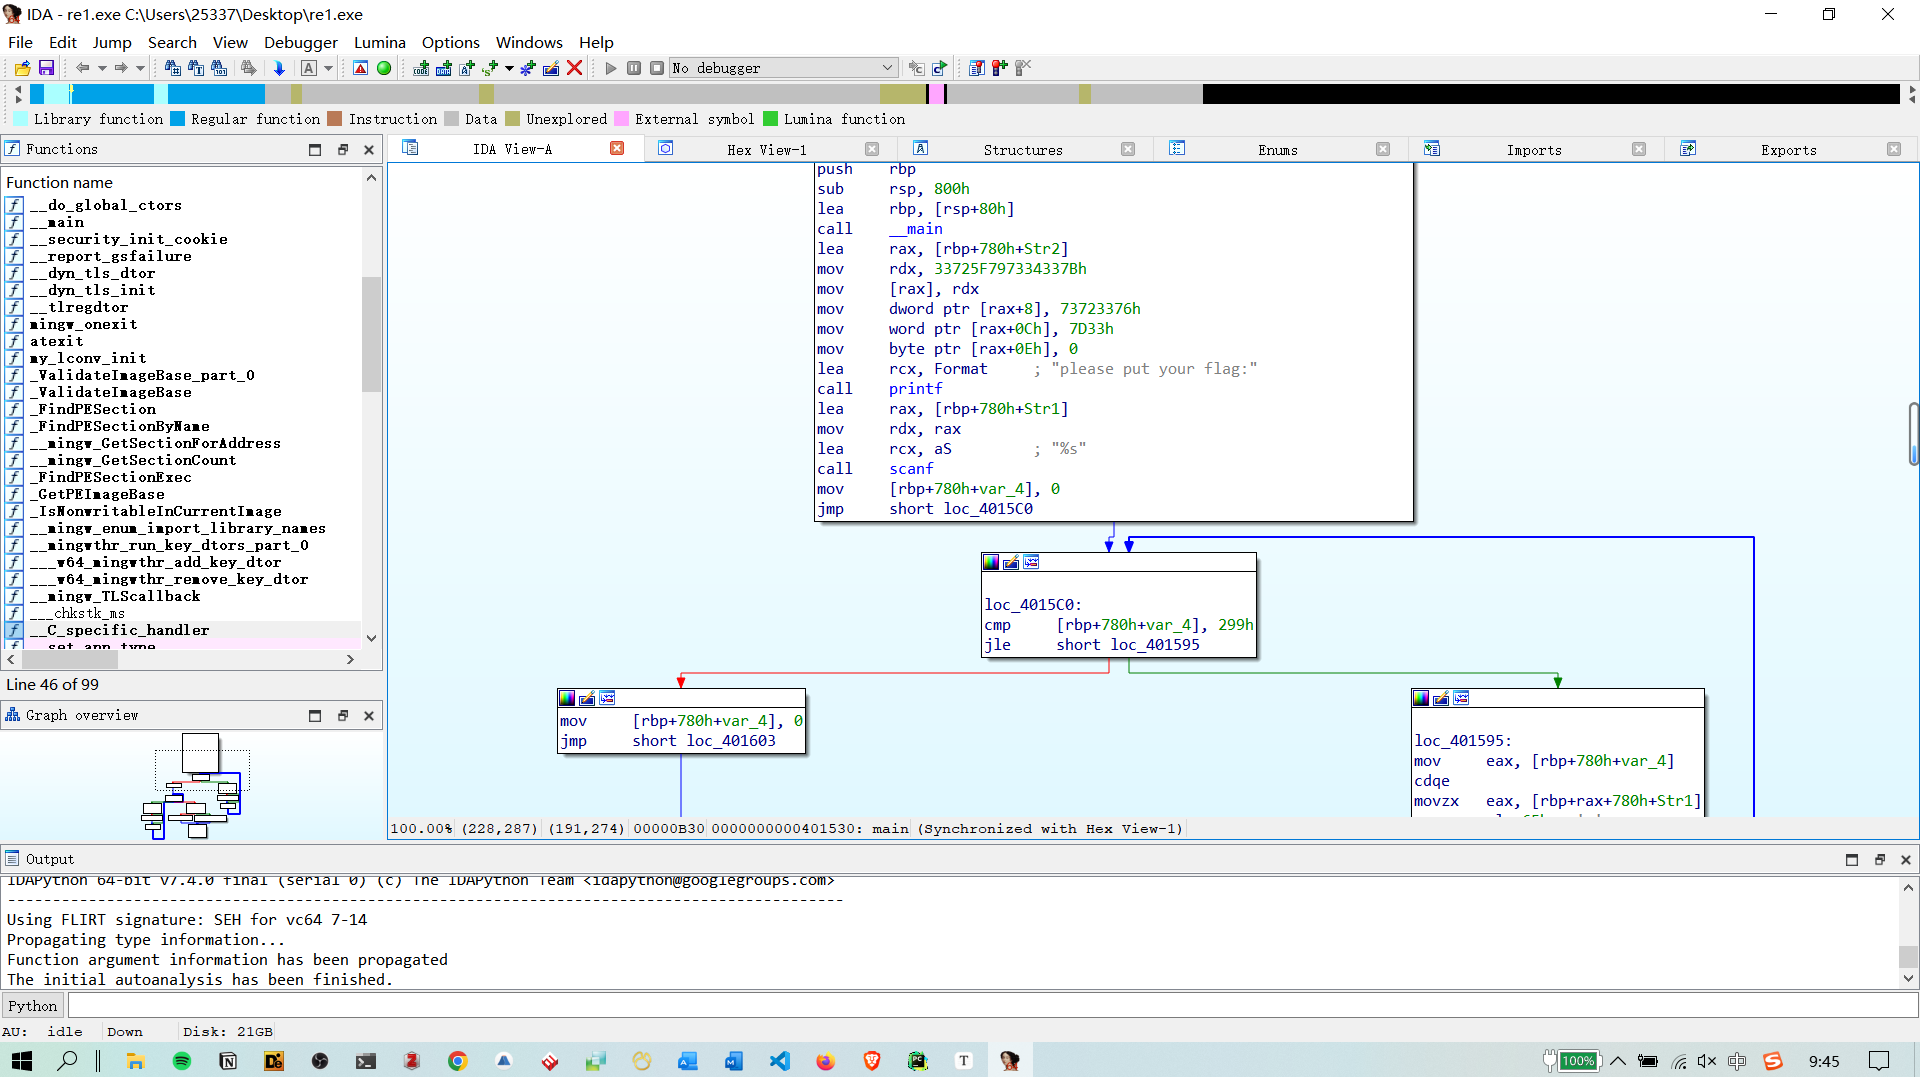 IDA - re1.exe C:\Users\25337\Desktop\re1.exe
File Edit Jump Search View Debugger Lumina Options Windows Help
No debugger
Library function Regular function Instruction Data Unexplored External symbol Lumina function
Functions
IDA View-A Hex View-1 Structures Enums Imports Exports
Function name
__do_global_ctors
__main
__security_init_cookie
__report_gsfailure
__dyn_tls_dtor
__dyn_tls_init
__tlregdtor
mingw_onexit
atexit
my_lconv_init
_ValidateImageBase_part_0
_ValidateImageBase
_FindPESection
_FindPESectionByName
__mingw_GetSectionForAddress
__mingw_GetSectionCount
_FindPESectionExec
_GetPEImageBase
_IsNonwritableInCurrentImage
__mingw_enum_import_library_names
__mingwthr_run_key_dtors_part_0
___w64_mingwthr_add_key_dtor
___w64_mingwthr_remove_key_dtor
__mingw_TLScallback
___chkstk_ms
__C_specific_handler
__set_app_type
Line 46 of 99
Graph overview
push rbp
sub rsp, 800h
lea rbp, [rsp+80h]
call __main
lea rax, [rbp+780h+Str2]
mov rdx, 33725F797334337Bh
mov [rax], rdx
mov dword ptr [rax+8], 73723376h
mov word ptr [rax+0Ch], 7D33h
mov byte ptr [rax+0Eh], 0
lea rcx, Format ; "please put your flag:"
call printf
lea rax, [rbp+780h+Str1]
mov rdx, rax
lea rcx, aS ; "%s"
call scanf
mov [rbp+780h+var_4], 0
jmp short loc_4015C0
loc_4015C0:
cmp [rbp+780h+var_4], 299h
jle short loc_401595
mov [rbp+780h+var_4], 0
jmp short loc_401603
loc_401595:
mov eax, [rbp+780h+var_4]
cdqe
movzx eax, [rbp+rax+780h+Str1]
100.00% (228,287) (191,274) 00000B30 0000000000401530: main (Synchronized with Hex View-1)
Output
IDAPython 64-bit v7.4.0 final (serial 0) (c) The IDAPython Team <idapython@googlegroups.com>
---------------------------------------------------------------------------------------------
Using FLIRT signature: SEH for vc64 7-14
Propagating type information...
Function argument information has been propagated
The initial autoanalysis has been finished.
Python
AU: idle Down Disk: 21GB
100% 中 9:45